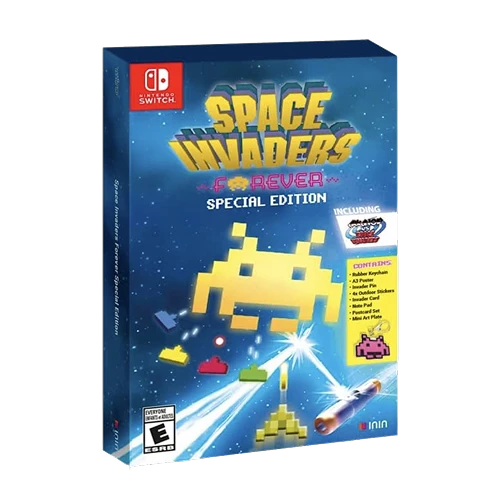 NINTENDO
SWITCH
SPACE
INVADERS
FOREVER
SPECIAL EDITION
INCLUDING
CONTAINS:
• Rubber Keychain
• A3 Poster
• Invader Pin
• 4x Outdoor Stickers
• Invader Card
• Note Pad
• Postcard Set
• Mini Art Plate
Space Invaders Forever Special Edition
EVERYONE
E
ESRB
ININ